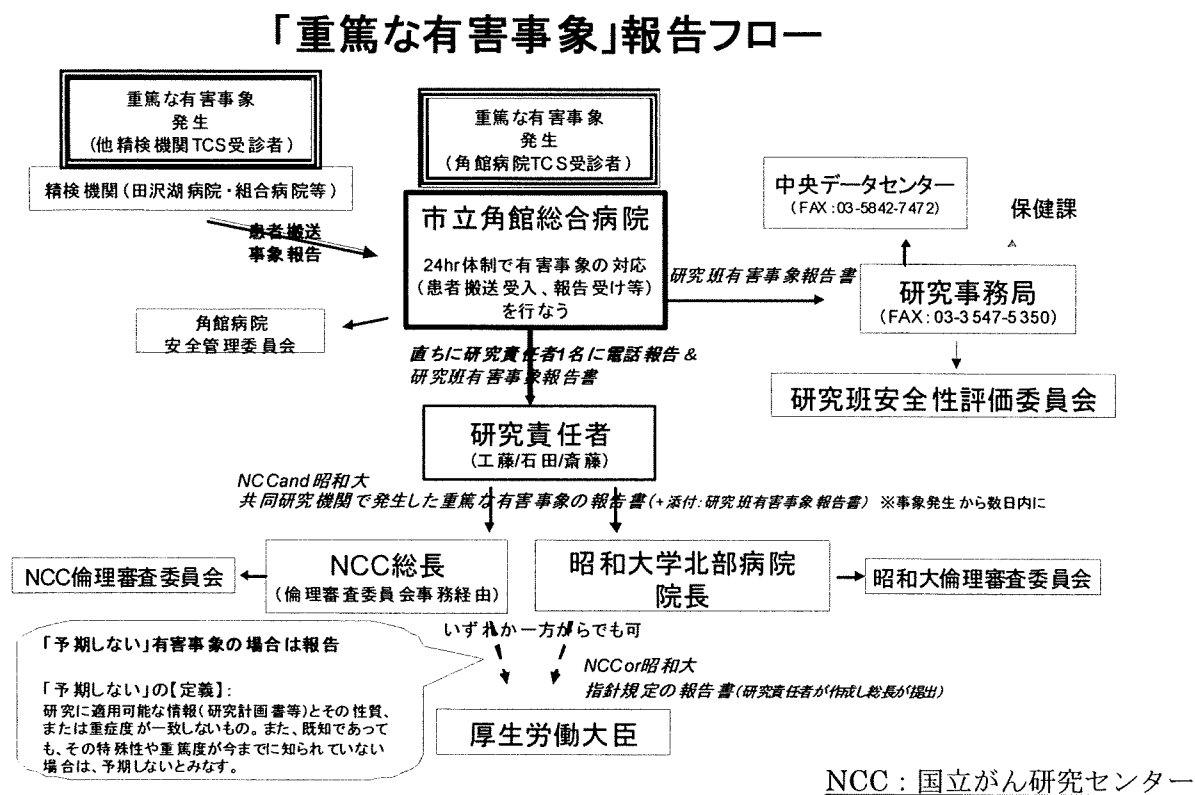 「重篤な有害事象」報告フロー
重篤な有害事象
発生
(他精検機関TCS受診者)
精検機関(田沢湖病院・組合病院等)
患者搬送
事象報告
重篤な有害事象
発生
(角館病院TCS受診者)
市立角館総合病院
24hr体制で有害事象の対応
(患者搬送受入、報告受け等)
を行なう
角館病院
安全管理委員会
研究班有害事象報告書
中央データセンター
(FAX:03-5842-7472)
保健課
研究事務局
(FAX:03-3547-5350)
研究班安全性評価委員会
直ちに研究責任者1名に電話報告&
研究班有害事象報告書
研究責任者
(工藤/石田/斎藤)
NCCand昭和大
共同研究機関で発生した重篤な有害事象の報告書(+添付:研究班有害事象報告書) ※事象発生から数日内に
NCC倫理審査委員会
NCC総長
(倫理審査委員会事務経由)
昭和大学北部病院
院長
昭和大倫理審査委員会
いずれか一方からでも可
「予期しない」有害事象の場合は報告
「予期しない」の【定義】:
研究に適用可能な情報(研究計画書等)とその性質、
または重症度が一致しないもの。また、既知であって
も、その特殊性や重篤度が今までに知られていない
場合は、予期しないとみなす。
NCCor昭和大
指針規定の報告書(研究責任者が作成し総長が提出)
厚生労働大臣
NCC:国立がん研究センター